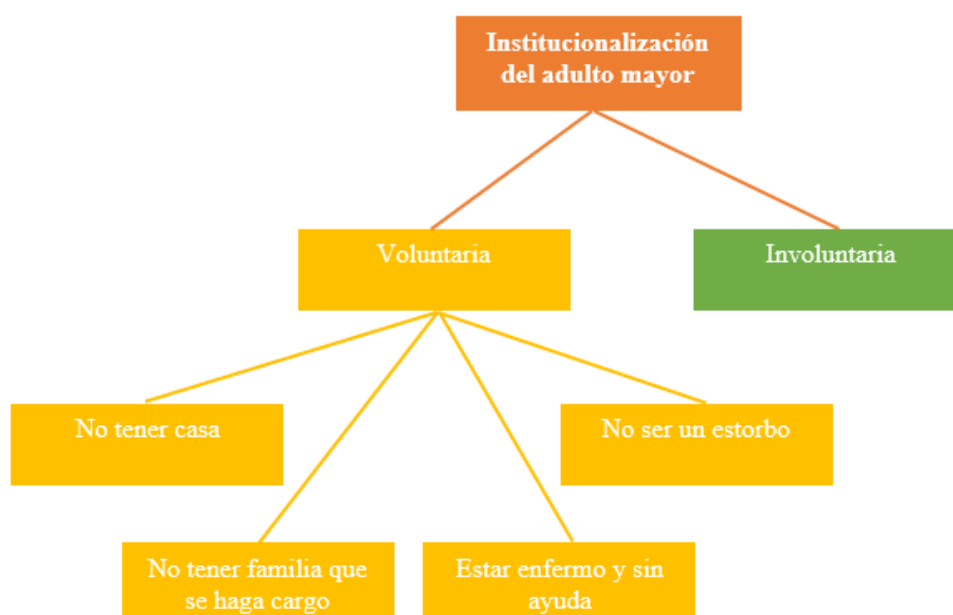 Institucionalización
del adulto mayor
Voluntaria
Involuntaria
No tener casa
No ser un estorbo
No tener familia que
se haga cargo
Estar enfermo y sin
ayuda